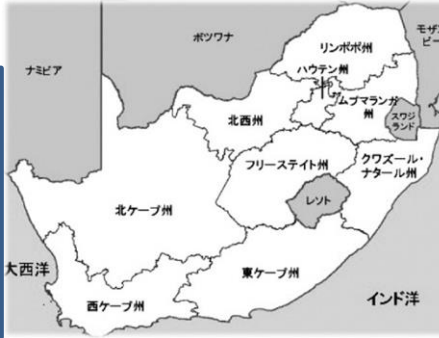 ボツワナ
モザン
ビー
ナミビア
リンポポ州
ハウテン州
ムプマランガ
州
スワジ
ランド
北西州
フリーステイト州
クワズール・
ナタール州
レソト
北ケープ州
大西洋
東ケープ州
西ケープ州
インド洋